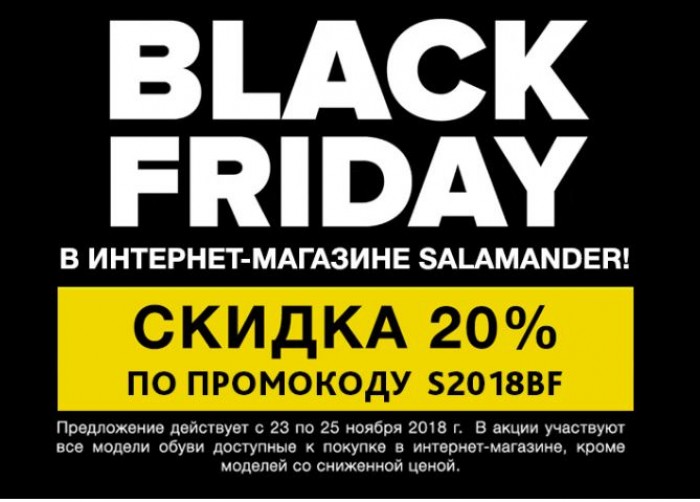 BLACK
FRIDAY
В ИНТЕРНЕТ-МАГАЗИНЕ SALAMANDER!
СКИДКА 20%
ПО ПРОМОКОДУ S2018BF
Предложение действует с 23 по 25 ноября 2018 г. В акции участвуют
все модели обуви доступные к покупке в интернет-магазине, кроме
моделей со сниженной ценой.